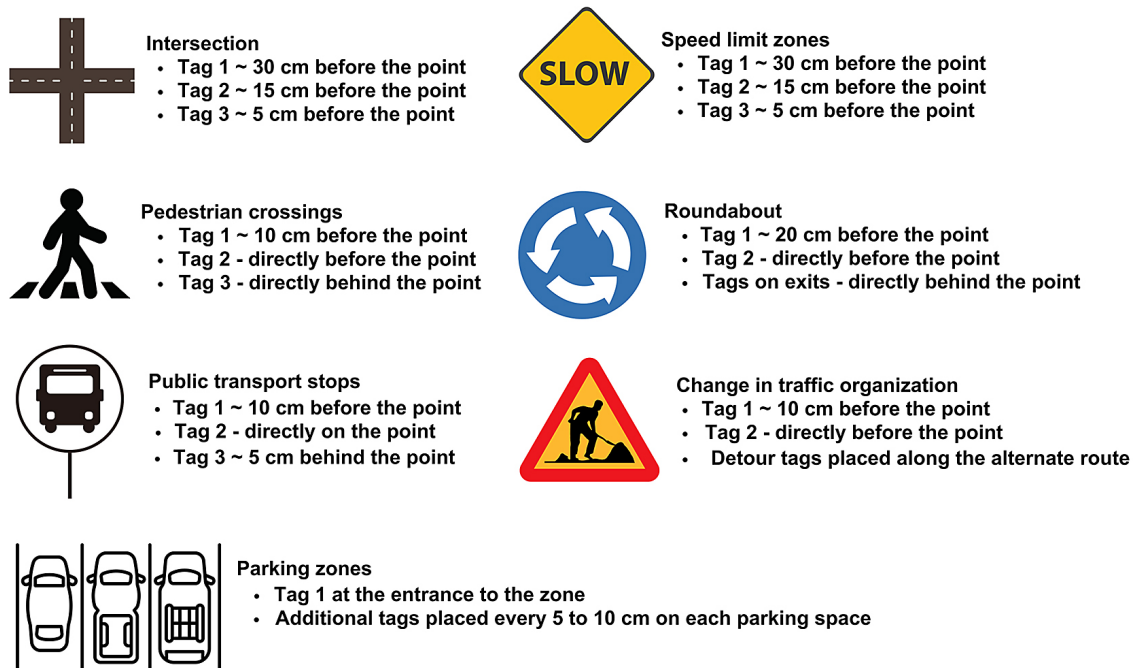 Intersection
• Tag 1 ~ 30 cm before the point
• Tag 2 ~ 15 cm before the point
• Tag 3 ~ 5 cm before the point
SLOW
Speed limit zones
• Tag 1 ~ 30 cm before the point
• Tag 2 ~ 15 cm before the point
• Tag 3 ~ 5 cm before the point
Pedestrian crossings
• Tag 1 ~ 10 cm before the point
• Tag 2 - directly before the point
• Tag 3 - directly behind the point
Roundabout
• Tag 1 ~ 20 cm before the point
• Tag 2 - directly before the point
• Tags on exits - directly behind the point
Public transport stops
• Tag 1 ~ 10 cm before the point
• Tag 2 - directly on the point
• Tag 3 ~ 5 cm behind the point
Change in traffic organization
• Tag 1 ~ 10 cm before the point
• Tag 2 - directly before the point
• Detour tags placed along the alternate route
Parking zones
• Tag 1 at the entrance to the zone
• Additional tags placed every 5 to 10 cm on each parking space